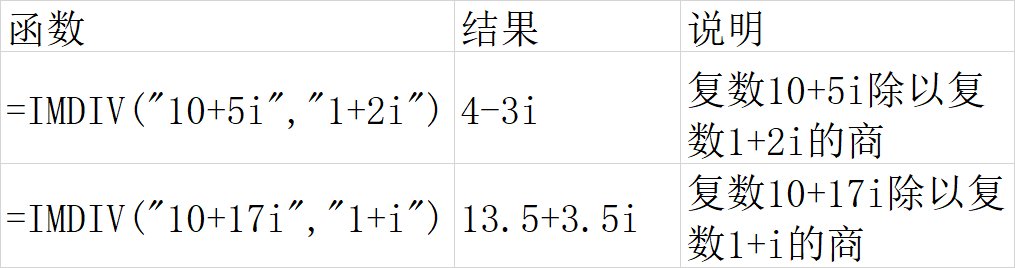 函数 结果 说明
=IMDIV("10+5i","1+2i") 4-3i 复数10+5i除以复
数1+2i的商
=IMDIV("10+17i","1+i") 13.5+3.5i 复数10+17i除以复
数1+i的商